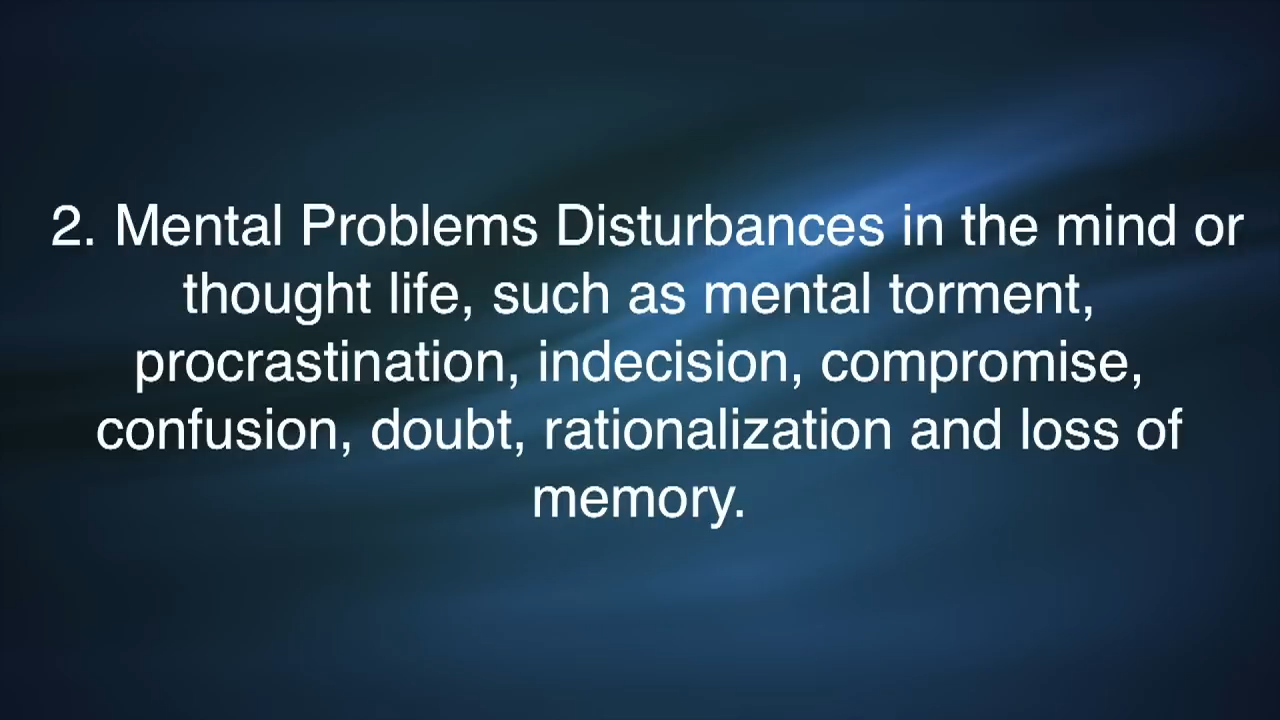 2. Mental Problems Disturbances in the mind or
thought life, such as mental torment,
procrastination, indecision, compromise,
confusion, doubt, rationalization and loss of
memory.